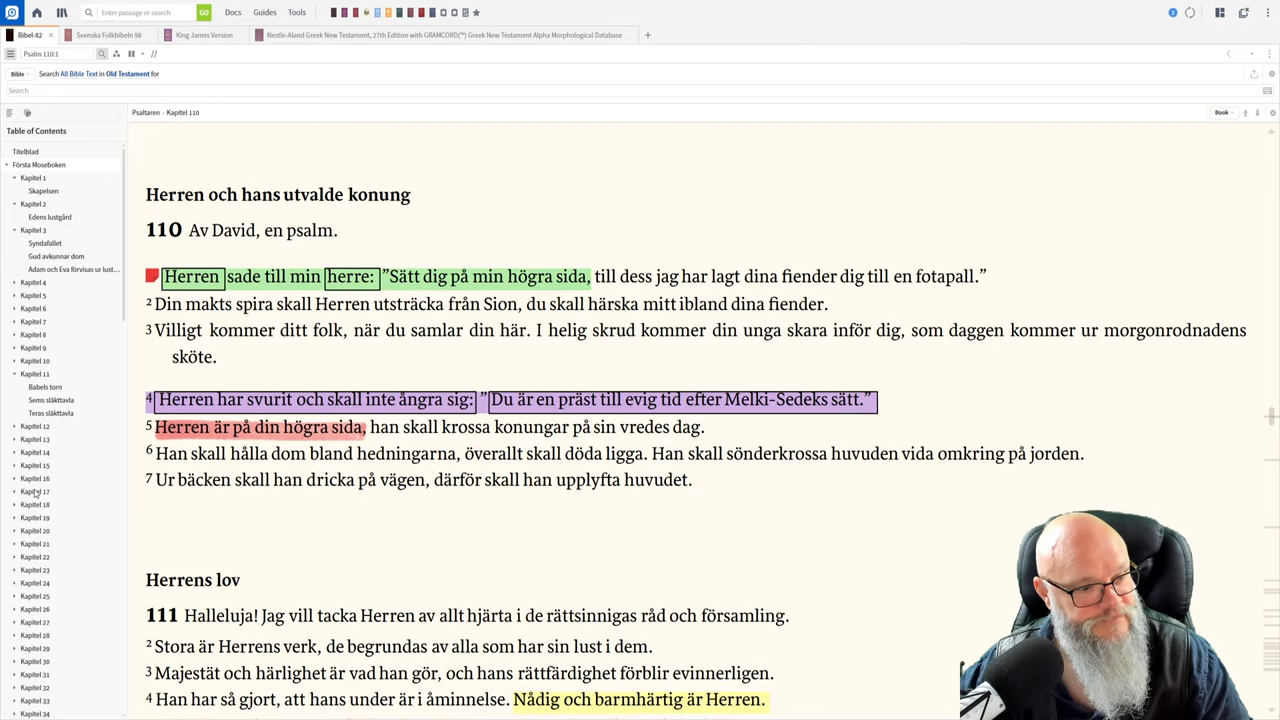 Enter passage or search
GO
Docs
Guides
Tools
Bibel-82
Svenska Folkbibeln 98
King James Version
Nestle-Aland Greek New Testament, 27th Edition with GRAMCORD(™) Greek New Testament Alpha Morphological Database
Psalm 110:1
Bible
Search All Bible Text in Old Testament for
Search
Psaltaren › Kapitel 110
Book
Table of Contents
Titelblad
Första Moseboken
Kapitel 1
Skapelsen
Kapitel 2
Edens lustgård
Kapitel 3
Syndafallet
Gud avkunnar dom
Adam och Eva förvisas ur lust...
Kapitel 4
Kapitel 5
Kapitel 6
Kapitel 7
Kapitel 8
Kapitel 9
Kapitel 10
Kapitel 11
Babels torn
Sems släkttavla
Teras släkttavla
Kapitel 12
Kapitel 13
Kapitel 14
Kapitel 15
Kapitel 16
Kapitel 17
Kapitel 18
Kapitel 19
Kapitel 20
Kapitel 21
Kapitel 22
Kapitel 23
Kapitel 24
Kapitel 25
Kapitel 26
Kapitel 27
Kapitel 28
Kapitel 29
Kapitel 30
Kapitel 31
Kapitel 32
Kapitel 33
Kapitel 34
Herren och hans utvalde konung
110 Av David, en psalm.
Herren sade till min herre: ”Sätt dig på min högra sida, till dess jag har lagt dina fiender dig till en fotapall.”
2 Din makts spira skall Herren utsträcka från Sion, du skall härska mitt ibland dina fiender.
3 Villigt kommer ditt folk, när du samlar din här. I helig skrud kommer din unga skara inför dig, som daggen kommer ur morgonrodnadens
sköte.
4 Herren har svurit och skall inte ångra sig: ”Du är en präst till evig tid efter Melki-Sedeks sätt.”
5 Herren är på din högra sida, han skall krossa konungar på sin vredes dag.
6 Han skall hålla dom bland hedningarna, överallt skall döda ligga. Han skall sönderkrossa huvuden vida omkring på jorden.
7 Ur bäcken skall han dricka på vägen, därför skall han upplyfta huvudet.
Herrens lov
111 Halleluja! Jag vill tacka Herren av allt hjärta i de rättsinnigas råd och församling.
2 Stora är Herrens verk, de begrundas av alla som har sin lust i dem.
3 Majestät och härlighet är vad han gör, och hans rättfärdighet förblir evinnerligen.
4 Han har så gjort, att hans under är i åminnelse. Nådig och barmhärtig är Herren.